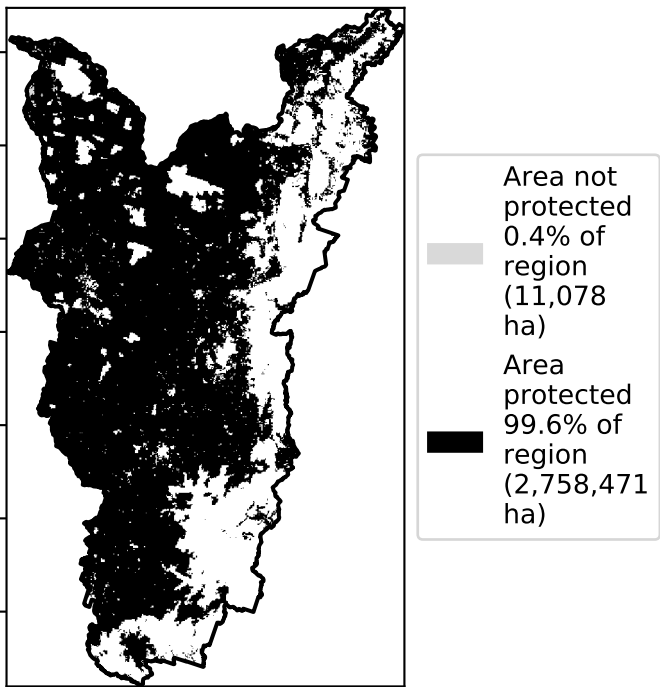 Area not
protected
0.4% of
region
(11,078
ha)
Area
protected
99.6% of
region
(2,758,471
ha)